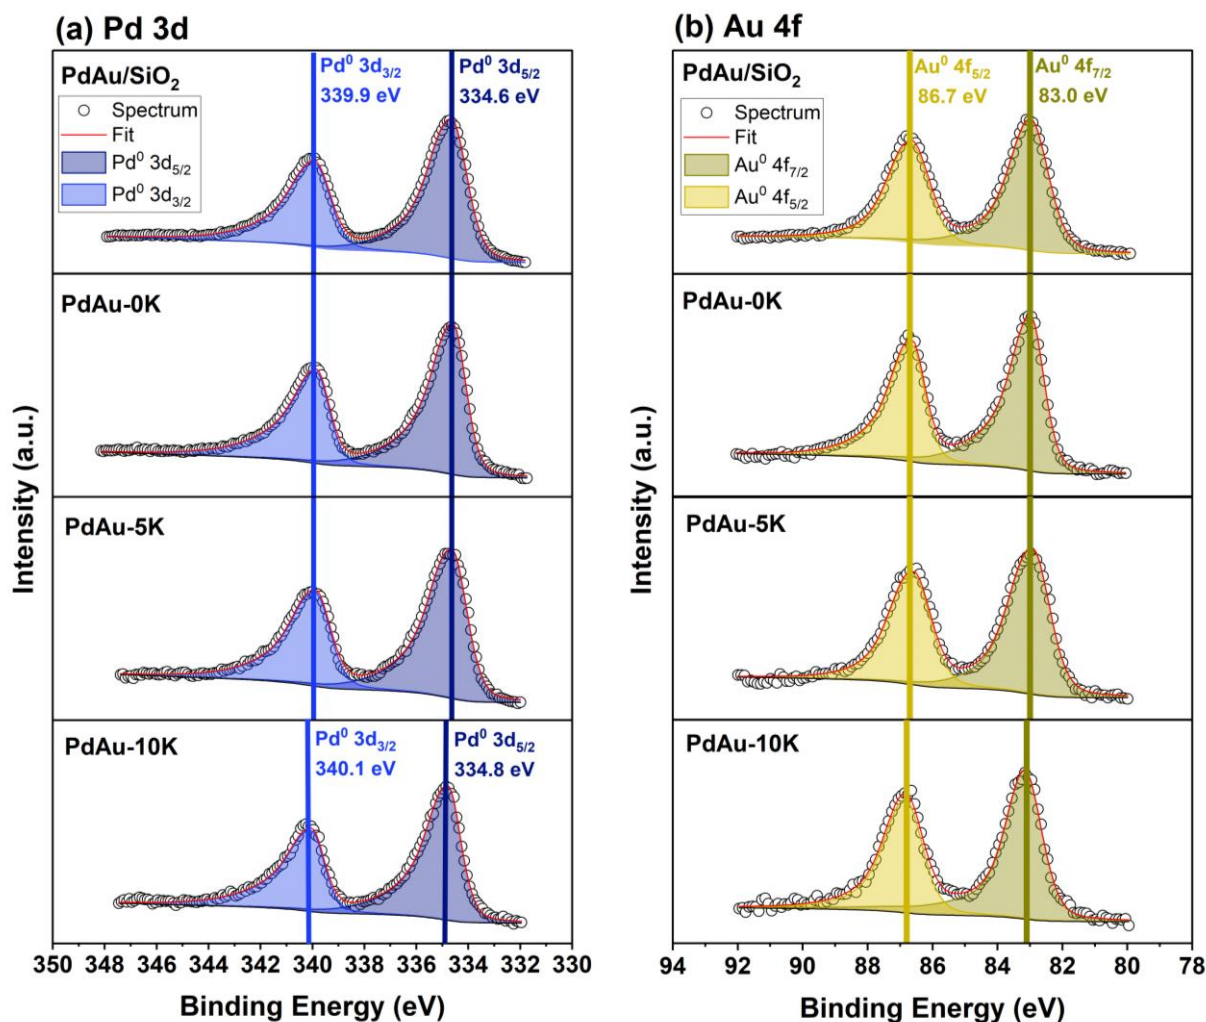 (a) Pd 3d
PdAu/SiO₂
Spectrum
Fit
Pd⁰ 3d₅/₂
Pd⁰ 3d₃/₂
Pd⁰ 3d₃/₂
339.9 eV
Pd⁰ 3d₅/₂
334.6 eV
PdAu-0K
PdAu-5K
PdAu-10K
Pd⁰ 3d₃/₂
340.1 eV
Pd⁰ 3d₅/₂
334.8 eV
Intensity (a.u.)
350 348 346 344 342 340 338 336 334 332 330
Binding Energy (eV)
(b) Au 4f
PdAu/SiO₂
Spectrum
Fit
Au⁰ 4f₇/₂
Au⁰ 4f₅/₂
Au⁰ 4f₅/₂
86.7 eV
Au⁰ 4f₇/₂
83.0 eV
PdAu-0K
PdAu-5K
PdAu-10K
Intensity (a.u.)
94 92 90 88 86 84 82 80 78
Binding Energy (eV)